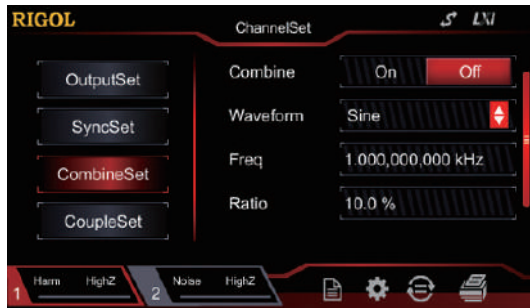 RIGOL
ChannelSet
LXI
OutputSet
SyncSet
CombineSet
CoupleSet
Combine On Off
Waveform Sine
Freq 1.000,000,000 kHz
Ratio 10.0 %
1 Harm HighZ 2 Noise HighZ